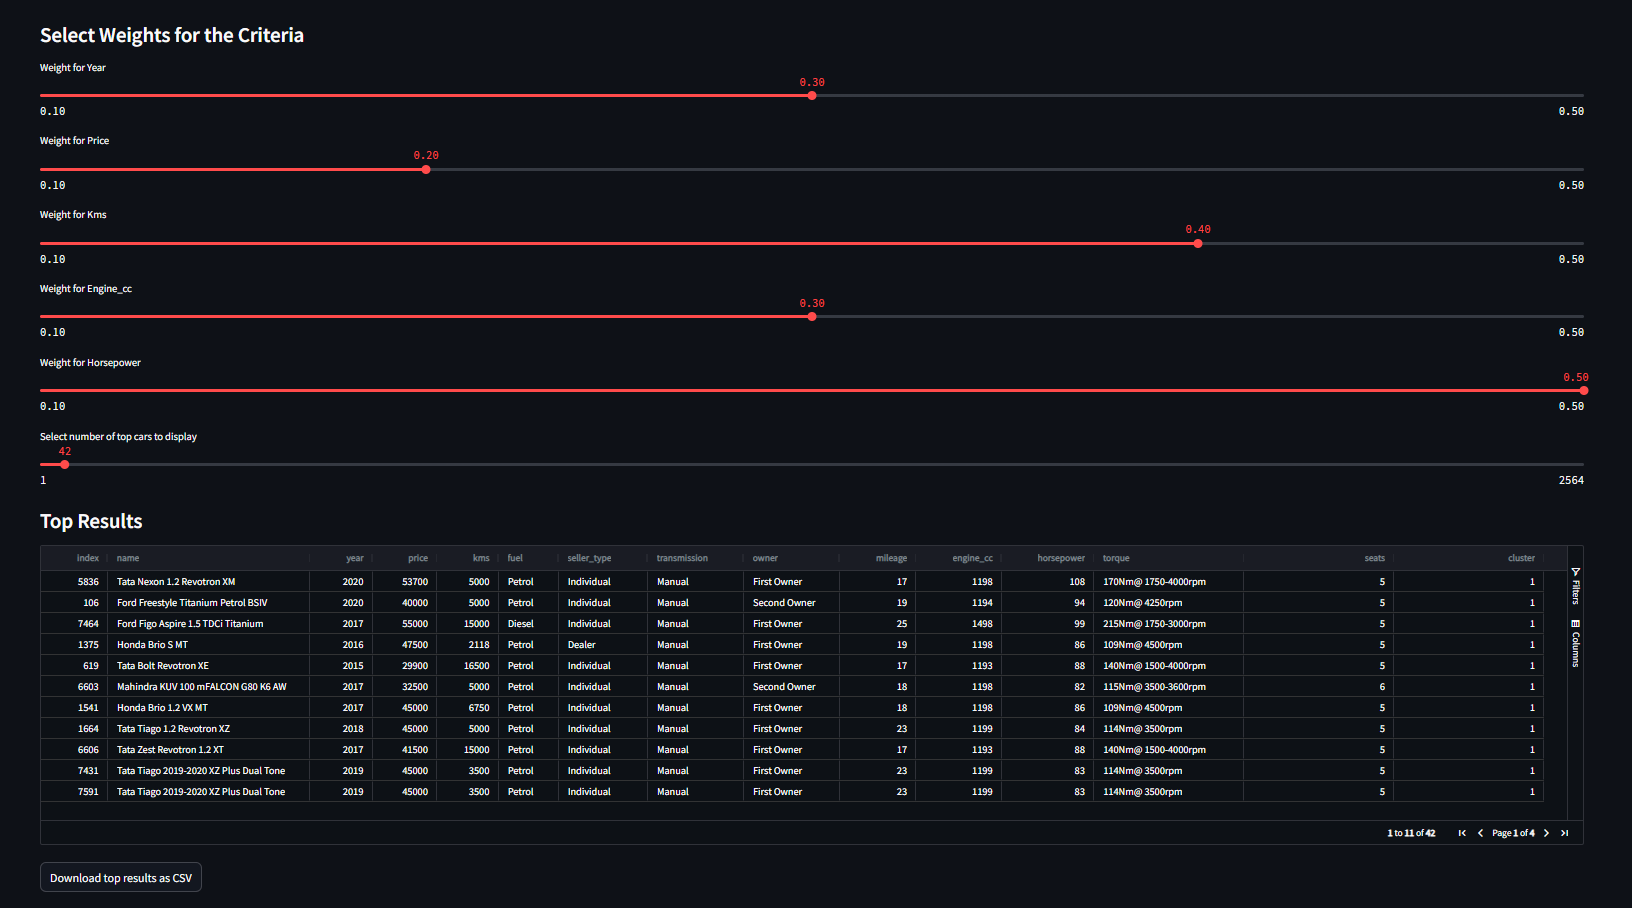 Select Weights for the Criteria
Weight for Year
0.30
0.10 0.50
Weight for Price
0.20
0.10 0.50
Weight for Kms
0.40
0.10 0.50
Weight for Engine_cc
0.30
0.10 0.50
Weight for Horsepower
0.50
0.10 0.50
Select number of top cars to display
42
1 2564
Top Results
index name year price kms fuel seller_type transmission owner mileage engine_cc horsepower torque seats cluster
5836 Tata Nexon 1.2 Revotron XM 2020 53700 5000 Petrol Individual Manual First Owner 17 1198 108 170Nm@ 1750-4000rpm 5 1
106 Ford Freestyle Titanium Petrol BSIV 2020 40000 5000 Petrol Individual Manual Second Owner 19 1194 94 120Nm@ 4250rpm 5 1
7464 Ford Figo Aspire 1.5 TDCi Titanium 2017 55000 15000 Diesel Individual Manual First Owner 25 1498 99 215Nm@ 1750-3000rpm 5 1
1375 Honda Brio S MT 2016 47500 2118 Petrol Dealer Manual First Owner 19 1198 86 109Nm@ 4500rpm 5 1
619 Tata Bolt Revotron XE 2015 29900 16500 Petrol Individual Manual First Owner 17 1193 88 140Nm@ 1500-4000rpm 5 1
6603 Mahindra KUV 100 mFALCON G80 K6 AW 2017 32500 5000 Petrol Individual Manual Second Owner 18 1198 82 115Nm@ 3500-3600rpm 6 1
1541 Honda Brio 1.2 VX MT 2017 45000 6750 Petrol Individual Manual First Owner 18 1198 86 109Nm@ 4500rpm 5 1
1664 Tata Tiago 1.2 Revotron XZ 2018 45000 5000 Petrol Individual Manual First Owner 23 1199 84 114Nm@ 3500rpm 5 1
6606 Tata Zest Revotron 1.2 XT 2017 41500 15000 Petrol Individual Manual First Owner 17 1193 88 140Nm@ 1500-4000rpm 5 1
7431 Tata Tiago 2019-2020 XZ Plus Dual Tone 2019 45000 3500 Petrol Individual Manual First Owner 23 1199 83 114Nm@ 3500rpm 5 1
7591 Tata Tiago 2019-2020 XZ Plus Dual Tone 2019 45000 3500 Petrol Individual Manual First Owner 23 1199 83 114Nm@ 3500rpm 5 1
Filters
Columns
1 to 11 of 42 Page 1 of 4
Download top results as CSV